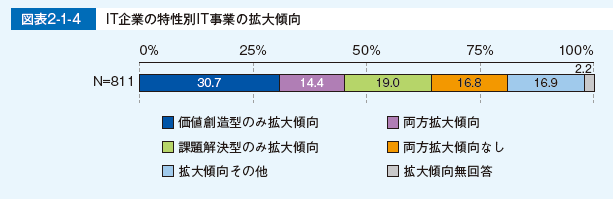 図表2-1-4 IT企業の特性別IT事業の拡大傾向
0% 25% 50% 75% 100%
2.2
N=811 30.7 14.4 19.0 16.8 16.9
価値創造型のみ拡大傾向 両方拡大傾向
課題解決型のみ拡大傾向 両方拡大傾向なし
拡大傾向その他 拡大傾向無回答